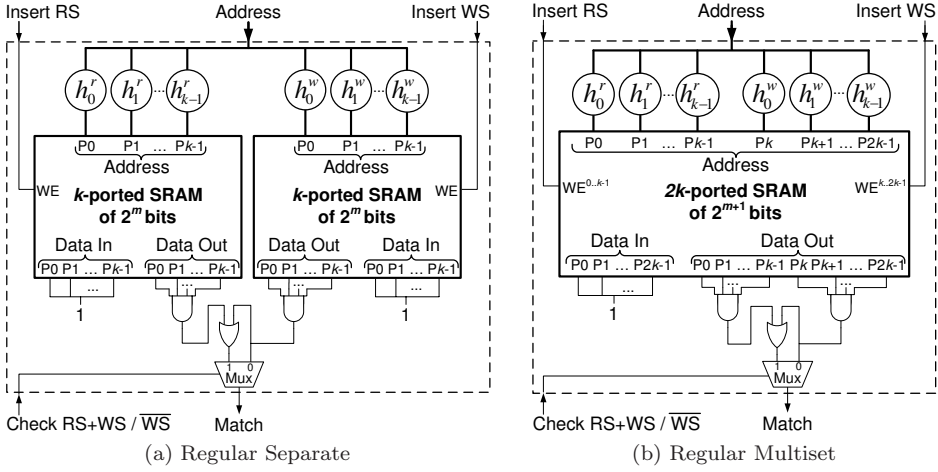 Insert RS
Address
Insert WS
h_0^r h_1^r ... h_{k-1}^r
h_0^w h_1^w ... h_{k-1}^w
P0 P1 ... Pk-1
P0 P1 ... Pk-1
Address
Address
WE
WE
k-ported SRAM
of 2^m bits
k-ported SRAM
of 2^m bits
Data In
Data Out
Data Out
Data In
P0 P1 ... Pk-1
P0 P1 ... Pk-1
P0 P1 ... Pk-1
P0 P1 ... Pk-1
...
...
...
...
1
1
1 0
Mux
Check RS+WS / \overline{WS}
Match
(a) Regular Separate
Insert RS
Address
Insert WS
h_0^r h_1^r ... h_{k-1}^r
h_0^w h_1^w ... h_{k-1}^w
P0 P1 ... Pk-1 Pk Pk+1 ... P2k-1
Address
WE^{0..k-1}
WE^{k..2k-1}
2k-ported SRAM
of 2^{m+1} bits
Data In
Data Out
P0 P1 ... P2k-1
P0 P1 ... Pk-1 Pk Pk+1 ... P2k-1
...
...
...
1
1 0
Mux
Check RS+WS / \overline{WS}
Match
(b) Regular Multiset